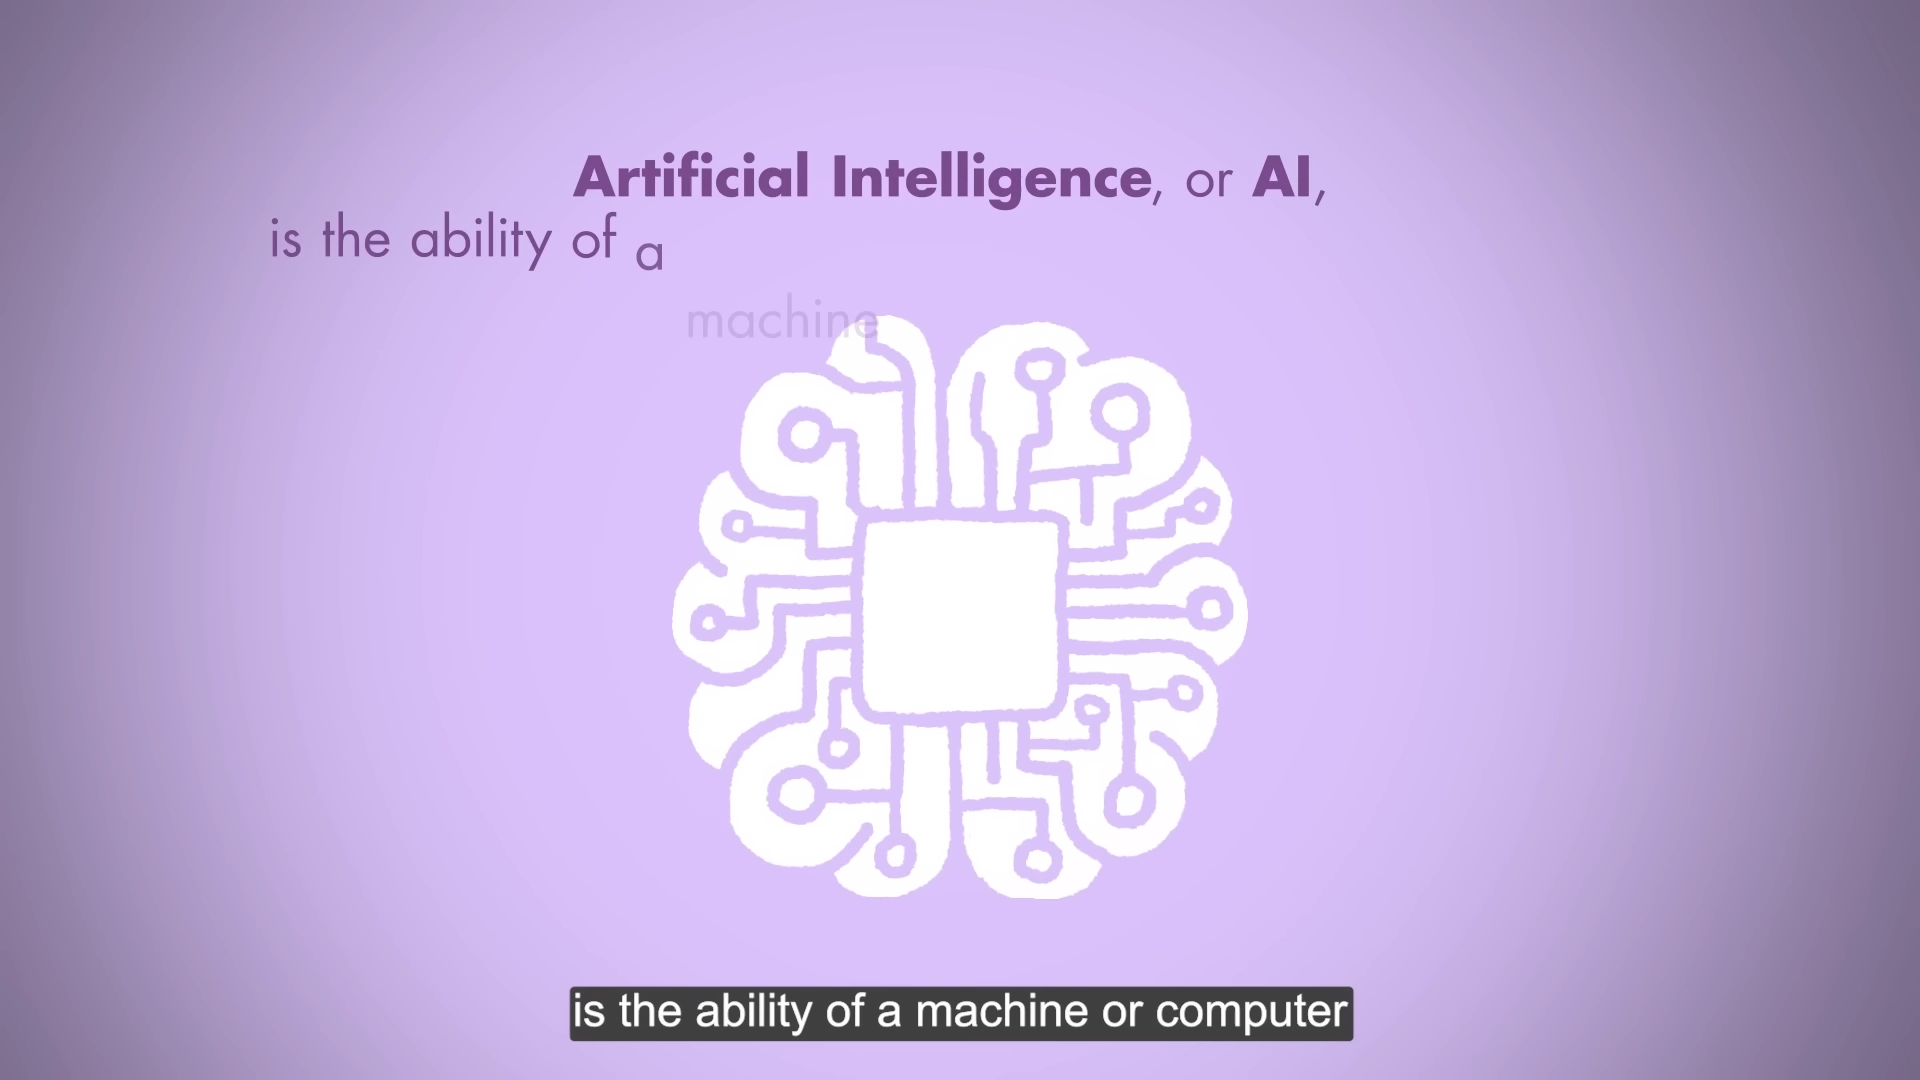 Artificial Intelligence, or AI,
is the ability of a
machine
is the ability of a machine or computer